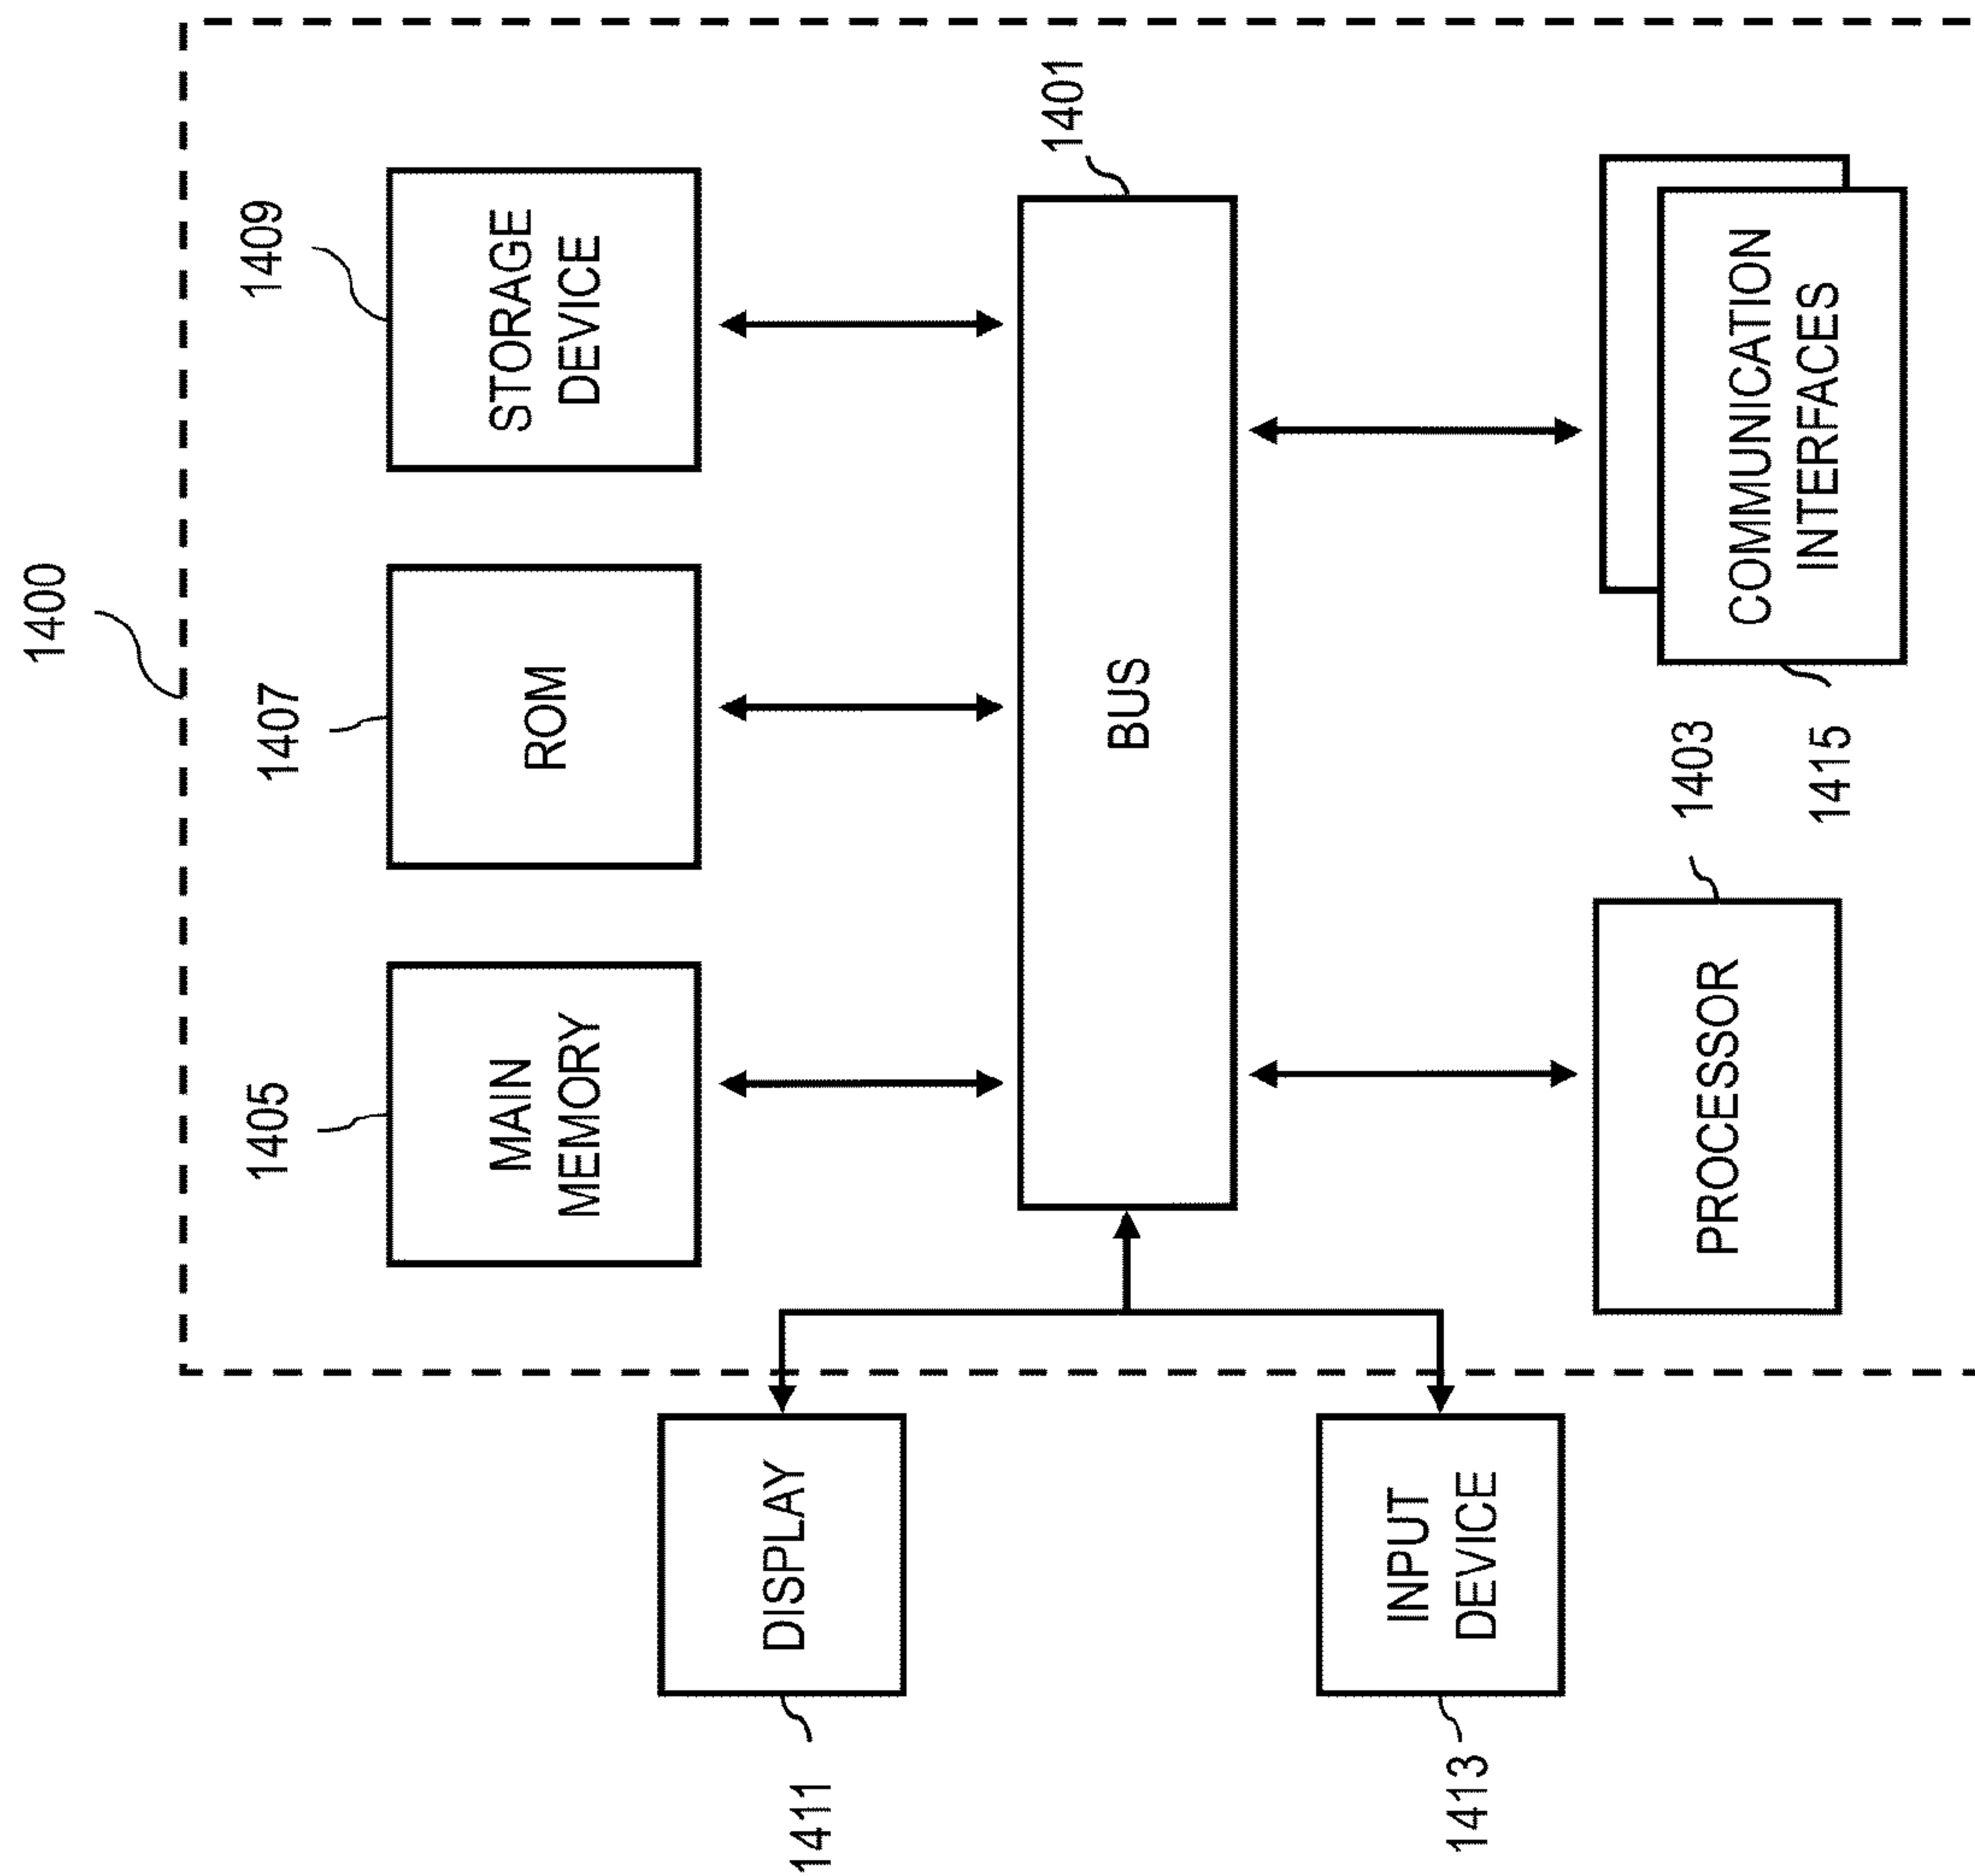 1400
1405
1407
1409
MAIN
MEMORY
ROM
STORAGE
DEVICE
1411
DISPLAY
BUS
1401
1413
INPUT
DEVICE
PROCESSOR
1403
COMMUNICATION
INTERFACES
1415